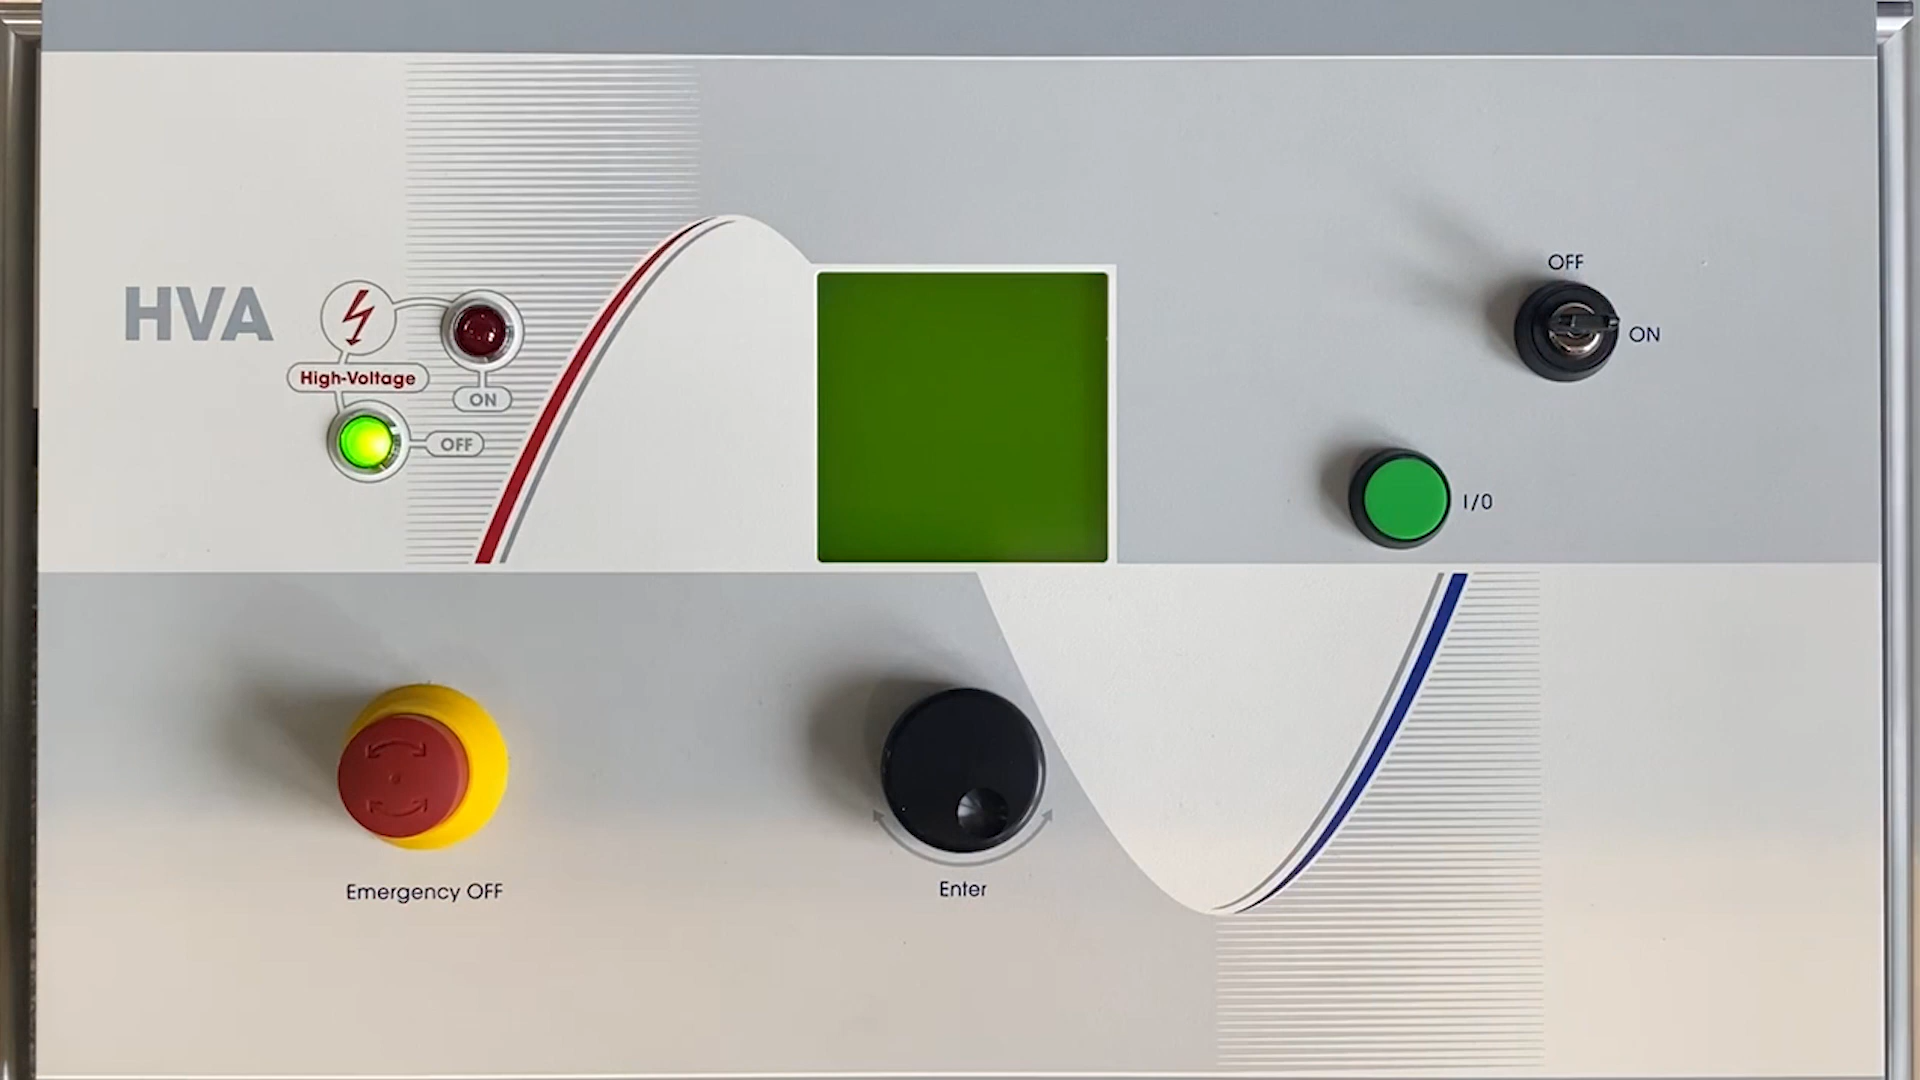 OFF
HVA
ON
High-Voltage
ON
OFF
I/0
Emergency OFF
Enter